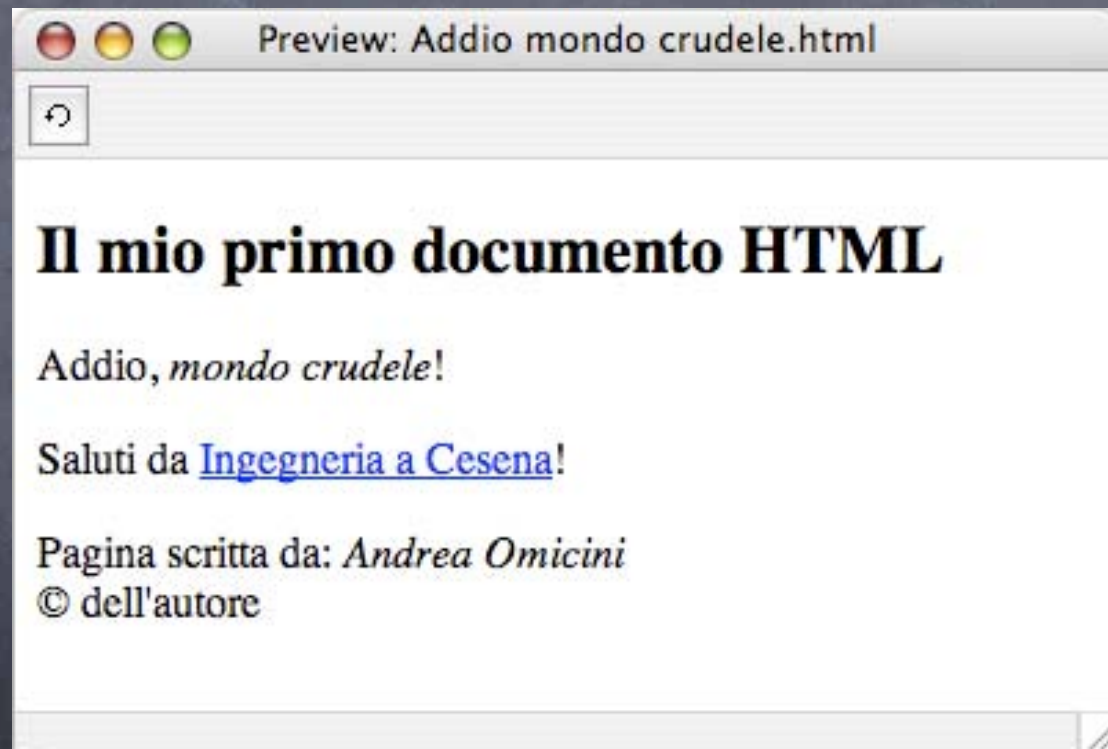 Preview: Addio mondo crudele.html
Il mio primo documento HTML
Addio, mondo crudele!
Saluti da Ingegneria a Cesena!
Pagina scritta da: Andrea Omicini
© dell'autore